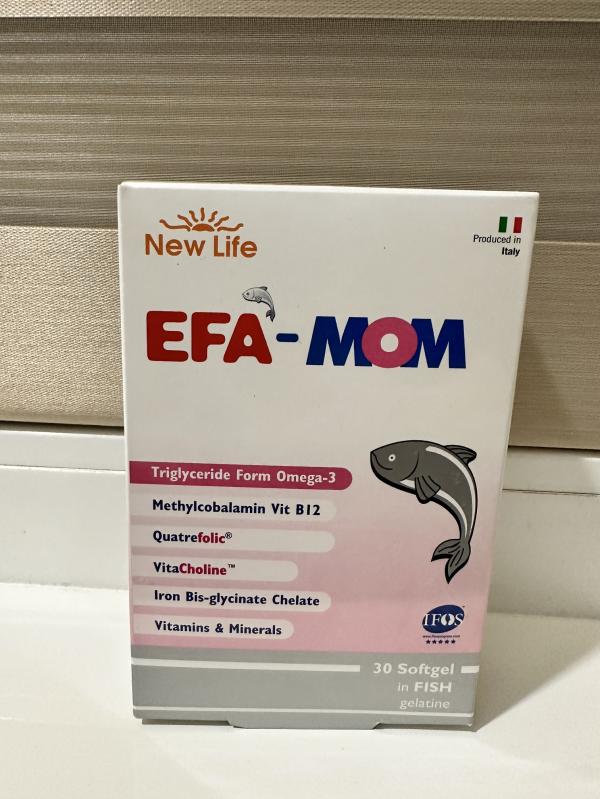 New Life
Produced in
Italy
EFA-MOM
Triglyceride Form Omega-3
Methylcobalamin Vit B12
Quatrefolic®
VitaCholine™
Iron Bis-glycinate Chelate
Vitamins & Minerals
IFOS
30 Softgel
in FISH
gelatine